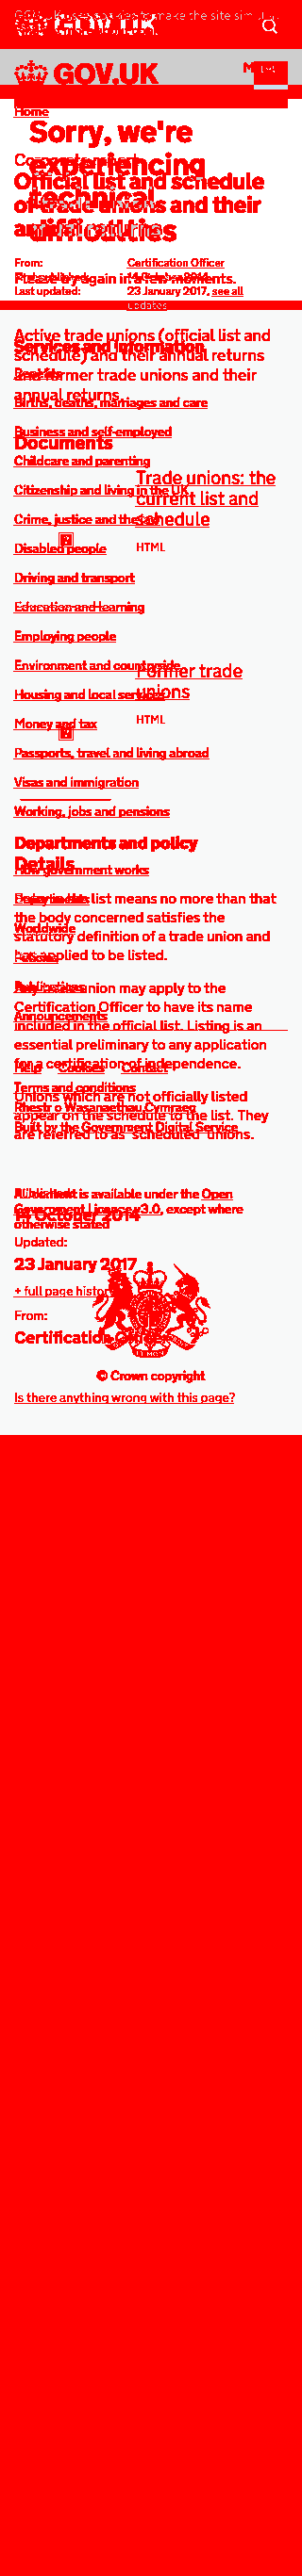 GOV.UK uses cookies to make the site simpler.
GOV.UK
GOV.UK
Home
Sorry, we're
experiencing
technical
difficulties
Official list and schedule
of trade unions and their
annual returns
From:
Certification Officer
14 October 2014
Please try again in a few moments.
Last updated:
23 January 2017, see all
updates
Active trade unions (official list and
schedule) and their annual returns
and former trade unions and their
annual returns.
Services and information
Benefits
Births, deaths, marriages and care
Business and self-employed
Documents
Childcare and parenting
Trade unions: the
current list and
schedule
HTML
Citizenship and living in the UK
Crime, justice and the law
Disabled people
Driving and transport
Education and learning
Employing people
Environment and countryside
Former trade
unions
HTML
Housing and local services
Money and tax
Passports, travel and living abroad
Visas and immigration
Working, jobs and pensions
Departments and policy
Details
How government works
Entry in the list means no more than that
the body concerned satisfies the
statutory definition of a trade union and
has applied to be listed.
Departments
Worldwide
Policies
Publications
Announcements
Any trade union may apply to the
Certification Officer to have its name
included in the official list. Listing is an
essential preliminary to any application
for a certification of independence.
Help
Cookies
Contact
Terms and conditions
Rhestr o Wasanaethau Cymraeg
Built by the Government Digital Service
Unions which are not officially listed
appear on the schedule to the list. They
are referred to as 'scheduled' unions.
All content is available under the Open
Government Licence v3.0, except where
otherwise stated
14 October 2014
Updated:
23 January 2017
+ full page history
From:
Certification Officer
© Crown copyright
Is there anything wrong with this page?